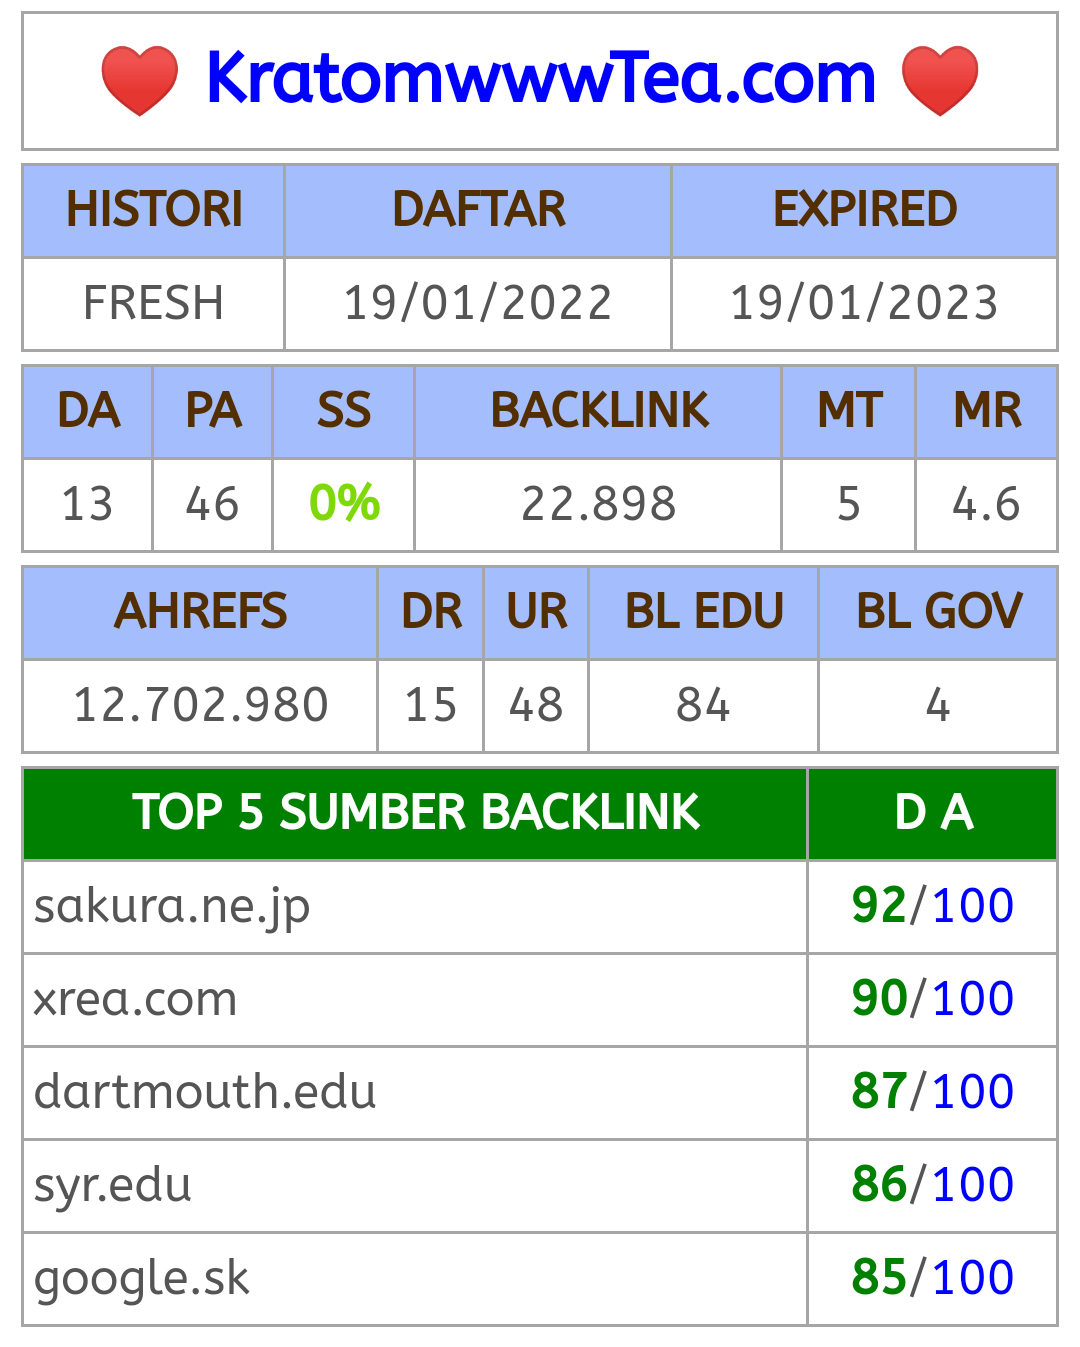 KratomwwwTea.com
HISTORI DAFTAR EXPIRED
FRESH 19/01/2022 19/01/2023
DA PA SS BACKLINK MT MR
13 46 0% 22.898 5 4.6
AHREFS DR UR BL EDU BL GOV
12.702.980 15 48 84 4
TOP 5 SUMBER BACKLINK D A
sakura.ne.jp 92/100
xrea.com 90/100
dartmouth.edu 87/100
syr.edu 86/100
google.sk 85/100